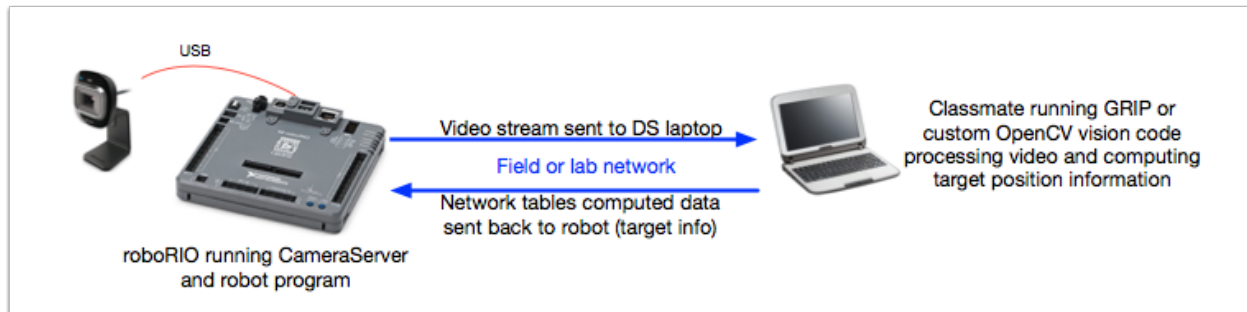 USB
Video stream sent to DS laptop
Field or lab network
Network tables computed data
sent back to robot (target info)
roboRIO running CameraServer
and robot program
Classmate running GRIP or
custom OpenCV vision code
processing video and computing
target position information